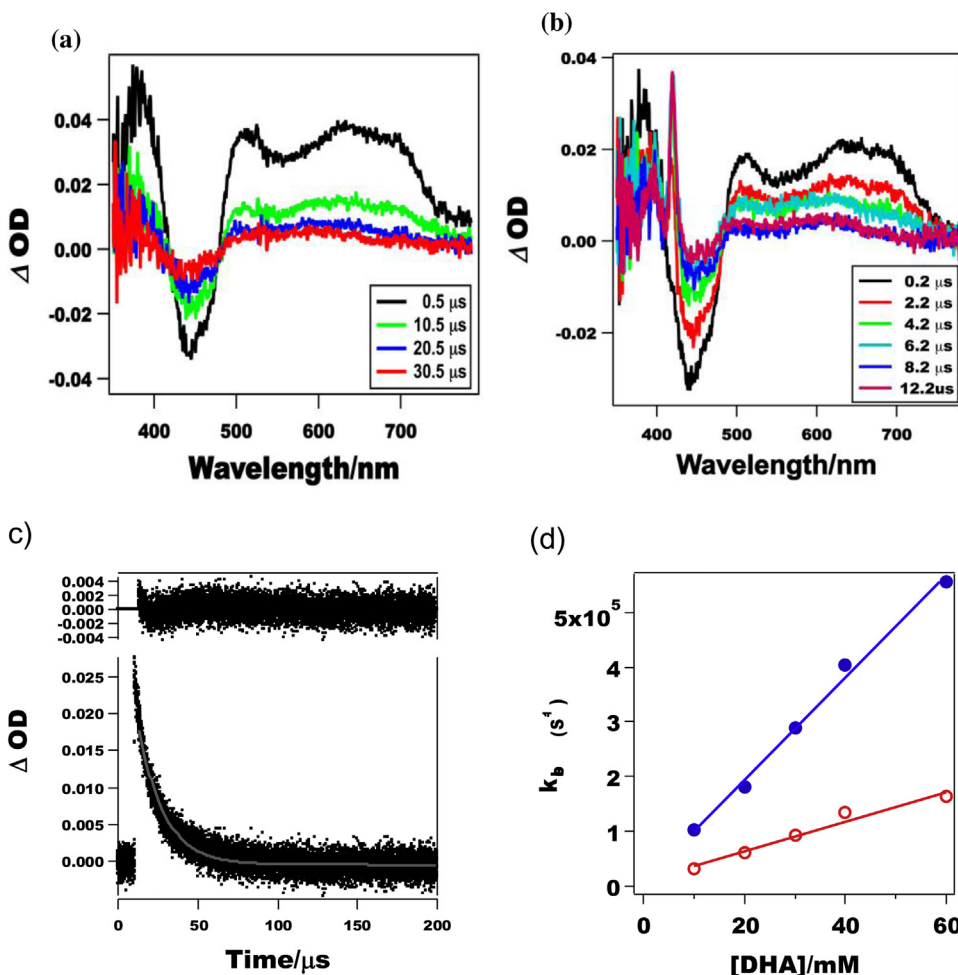 (a)
0.04
0.02
0.00
-0.02
-0.04
Δ OD
0.5 μs
10.5 μs
20.5 μs
30.5 μs
400 500 600 700
Wavelength/nm
(b)
0.04
0.02
0.00
-0.02
Δ OD
0.2 μs
2.2 μs
4.2 μs
6.2 μs
8.2 μs
12.2us
400 500 600 700
Wavelength/nm
c)
0.004
0.002
0.000
-0.002
-0.004
0.025
0.020
0.015
0.010
0.005
0.000
Δ OD
0 50 100 150 200
Time/μs
(d)
5x10⁵
4
3
2
1
0
k_b (s⁻¹)
0 20 40 60
[DHA]/mM